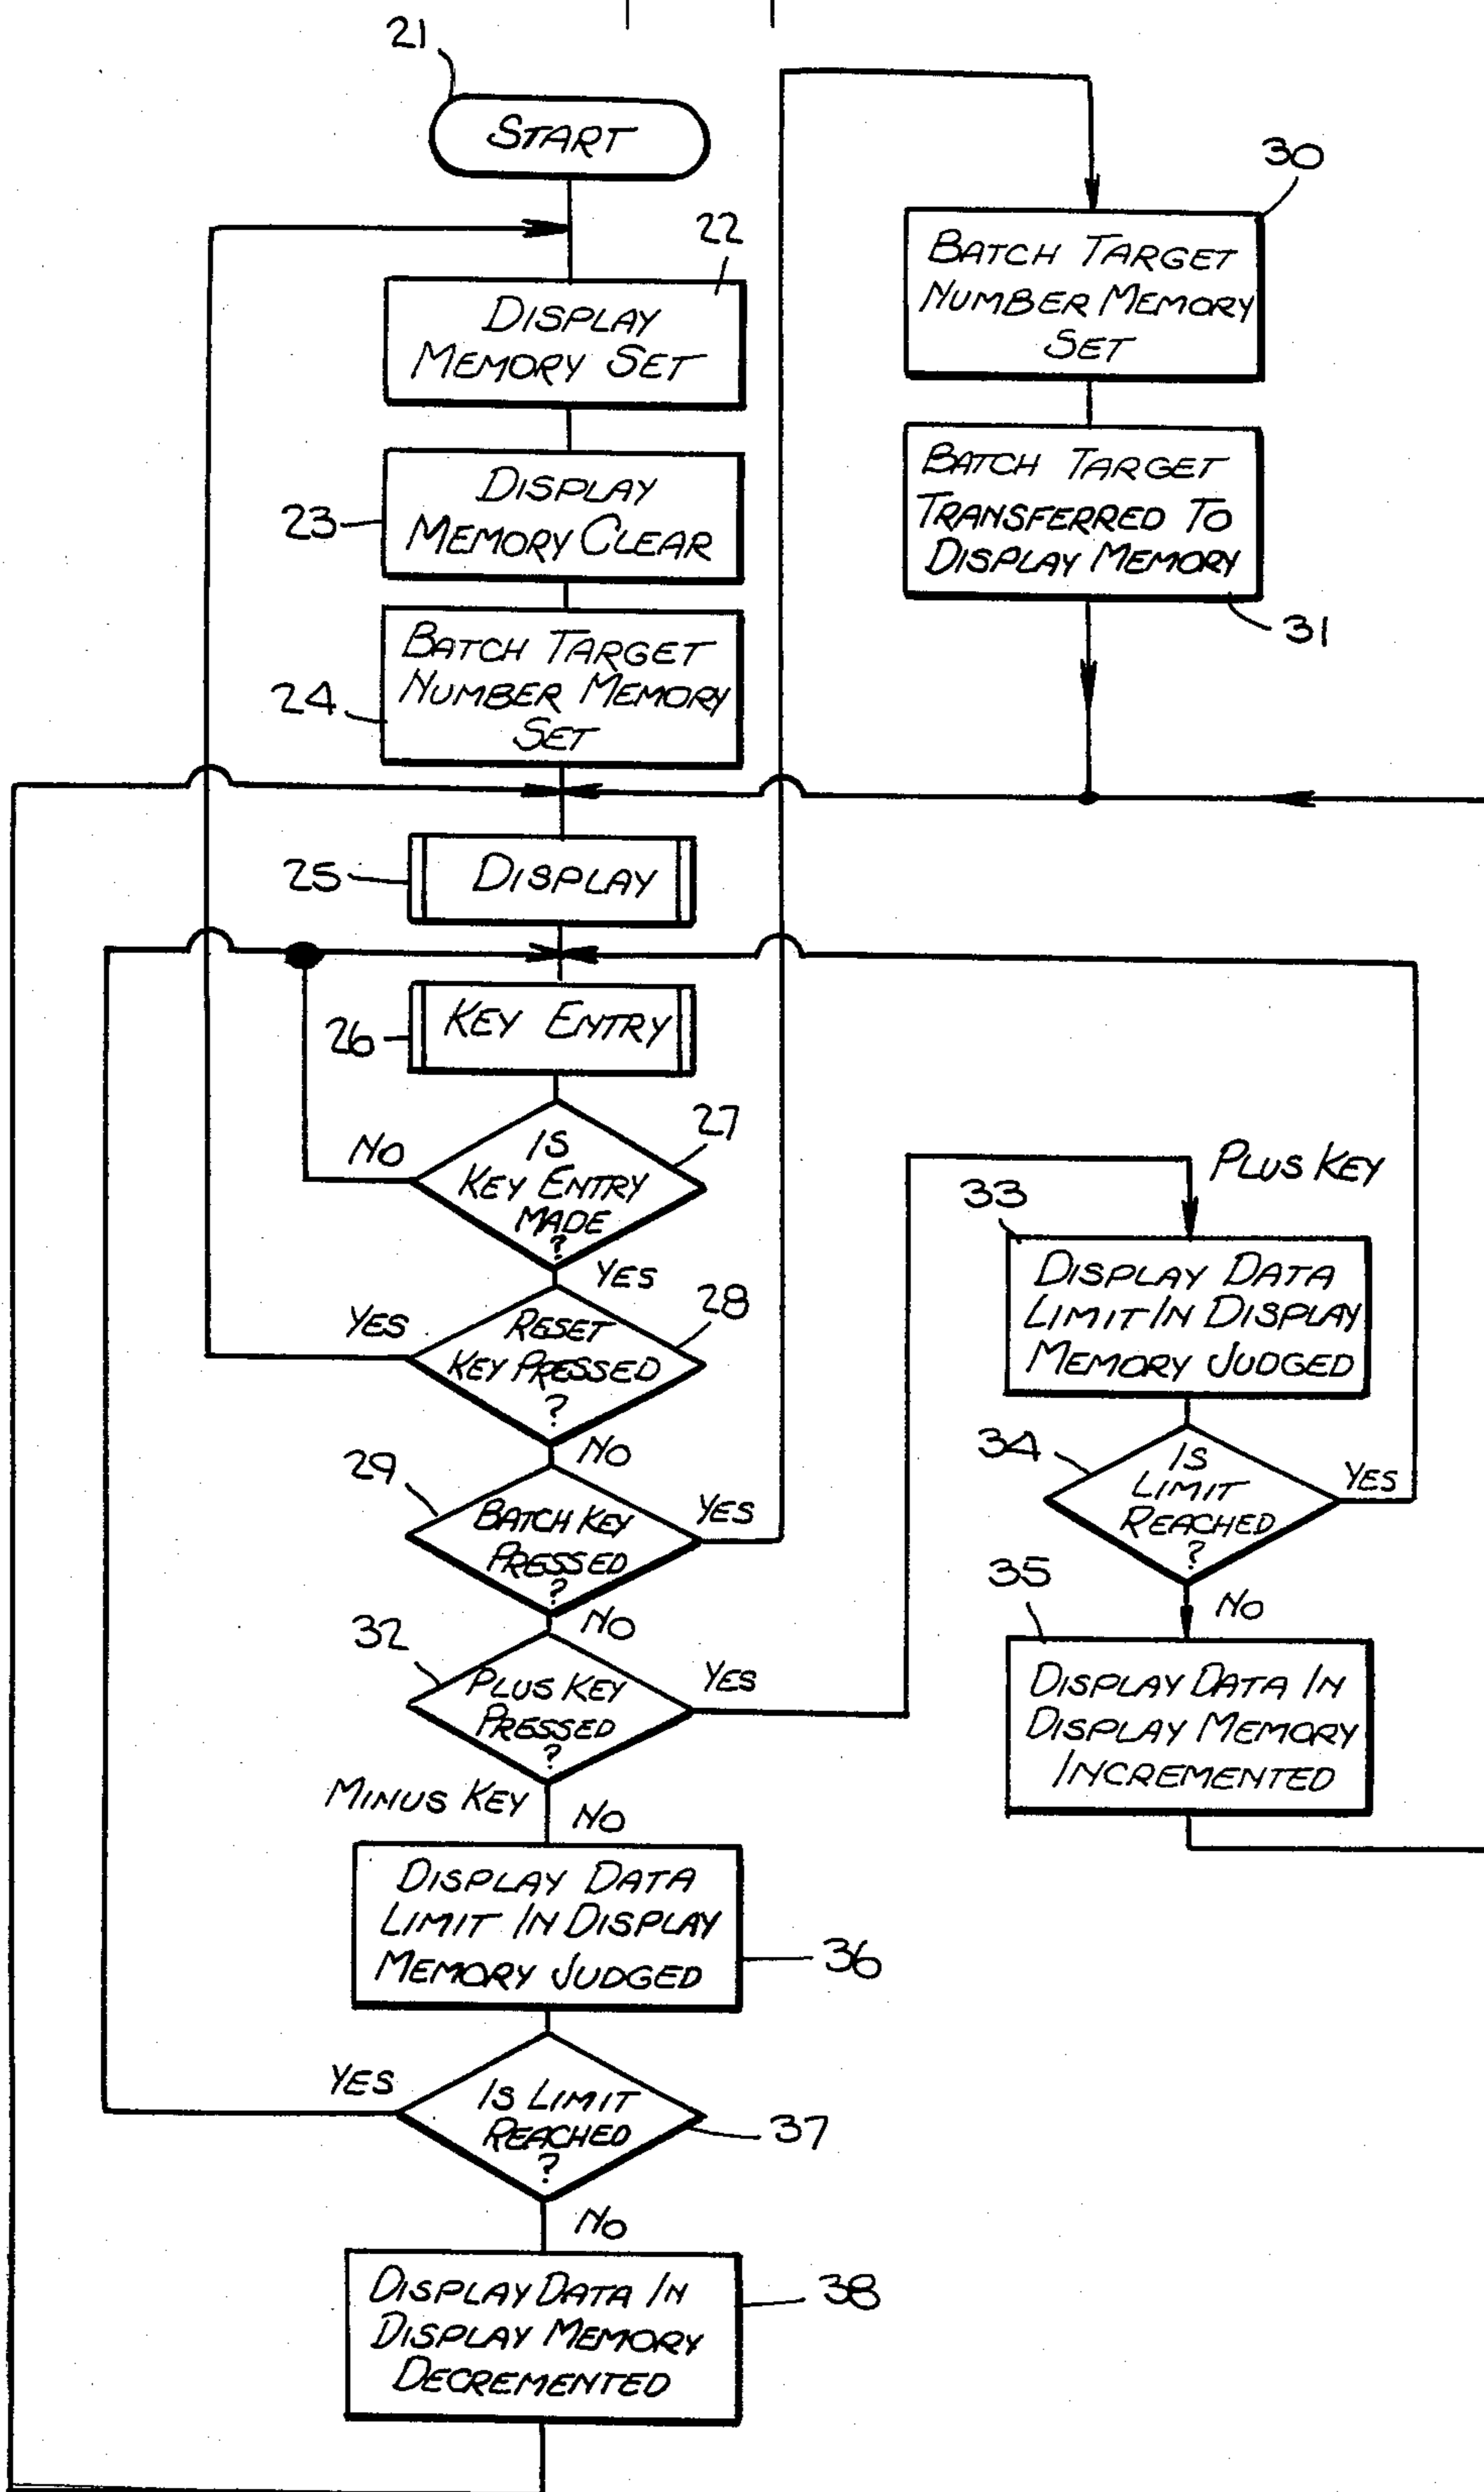 21
START
22
DISPLAY
MEMORY SET
23
DISPLAY
MEMORY CLEAR
24
BATCH TARGET
NUMBER MEMORY
SET
25
DISPLAY
26
KEY ENTRY
27
IS
KEY ENTRY
MADE
?
NO
YES
28
RESET
KEY PRESSED
?
YES
NO
29
BATCH KEY
PRESSED
?
YES
NO
30
BATCH TARGET
NUMBER MEMORY
SET
BATCH TARGET
TRANSFERRED TO
DISPLAY MEMORY
31
32
PLUS KEY
PRESSED
?
YES
MINUS KEY
NO
PLUS KEY
33
DISPLAY DATA
LIMIT IN DISPLAY
MEMORY JUDGED
34
IS
LIMIT
REACHED
?
YES
NO
35
DISPLAY DATA IN
DISPLAY MEMORY
INCREMENTED
DISPLAY DATA
LIMIT IN DISPLAY
MEMORY JUDGED
36
YES
IS LIMIT
REACHED
?
37
NO
DISPLAY DATA IN
DISPLAY MEMORY
DECREMENTED
38